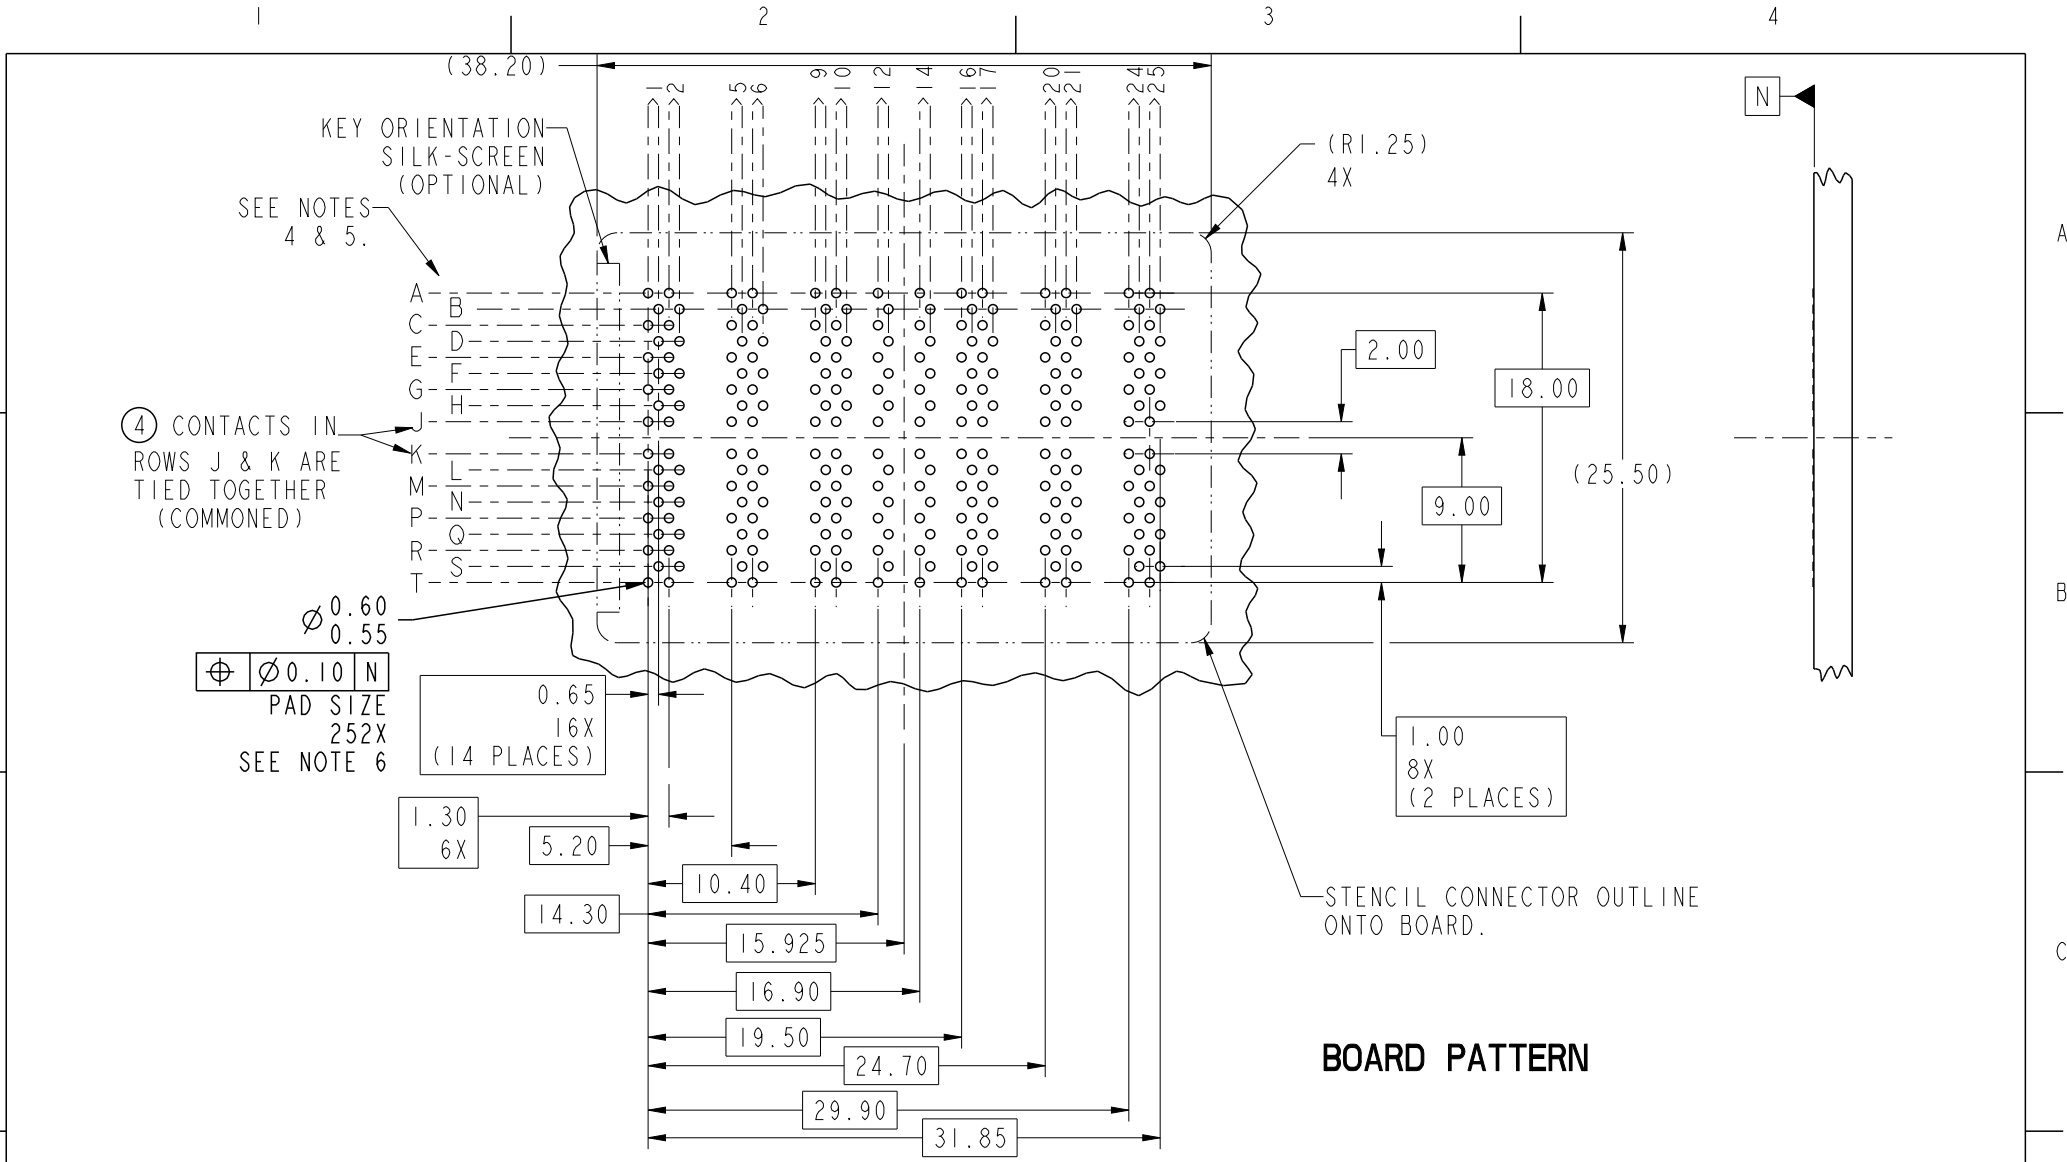 1 2 3 4
(38.20)
1 2 5 6 9 10 12 14 16 17 20 21 24 25
N
KEY ORIENTATION
SILK-SCREEN
(OPTIONAL)
(R1.25)
4X
SEE NOTES
4 & 5.
A
A
B
C
D
E
F
G
H
J
K
L
M
N
P
Q
R
S
T
2.00
18.00
4 CONTACTS IN
ROWS J & K ARE
TIED TOGETHER
(COMMONED)
(25.50)
9.00
B
Ø 0.60
0.55
⌖ Ø0.10 N
PAD SIZE
252X
SEE NOTE 6
0.65
16X
(14 PLACES)
1.00
8X
(2 PLACES)
1.30
6X
5.20
10.40
14.30
STENCIL CONNECTOR OUTLINE
ONTO BOARD.
15.925
C
16.90
19.50
24.70
BOARD PATTERN
29.90
31.85